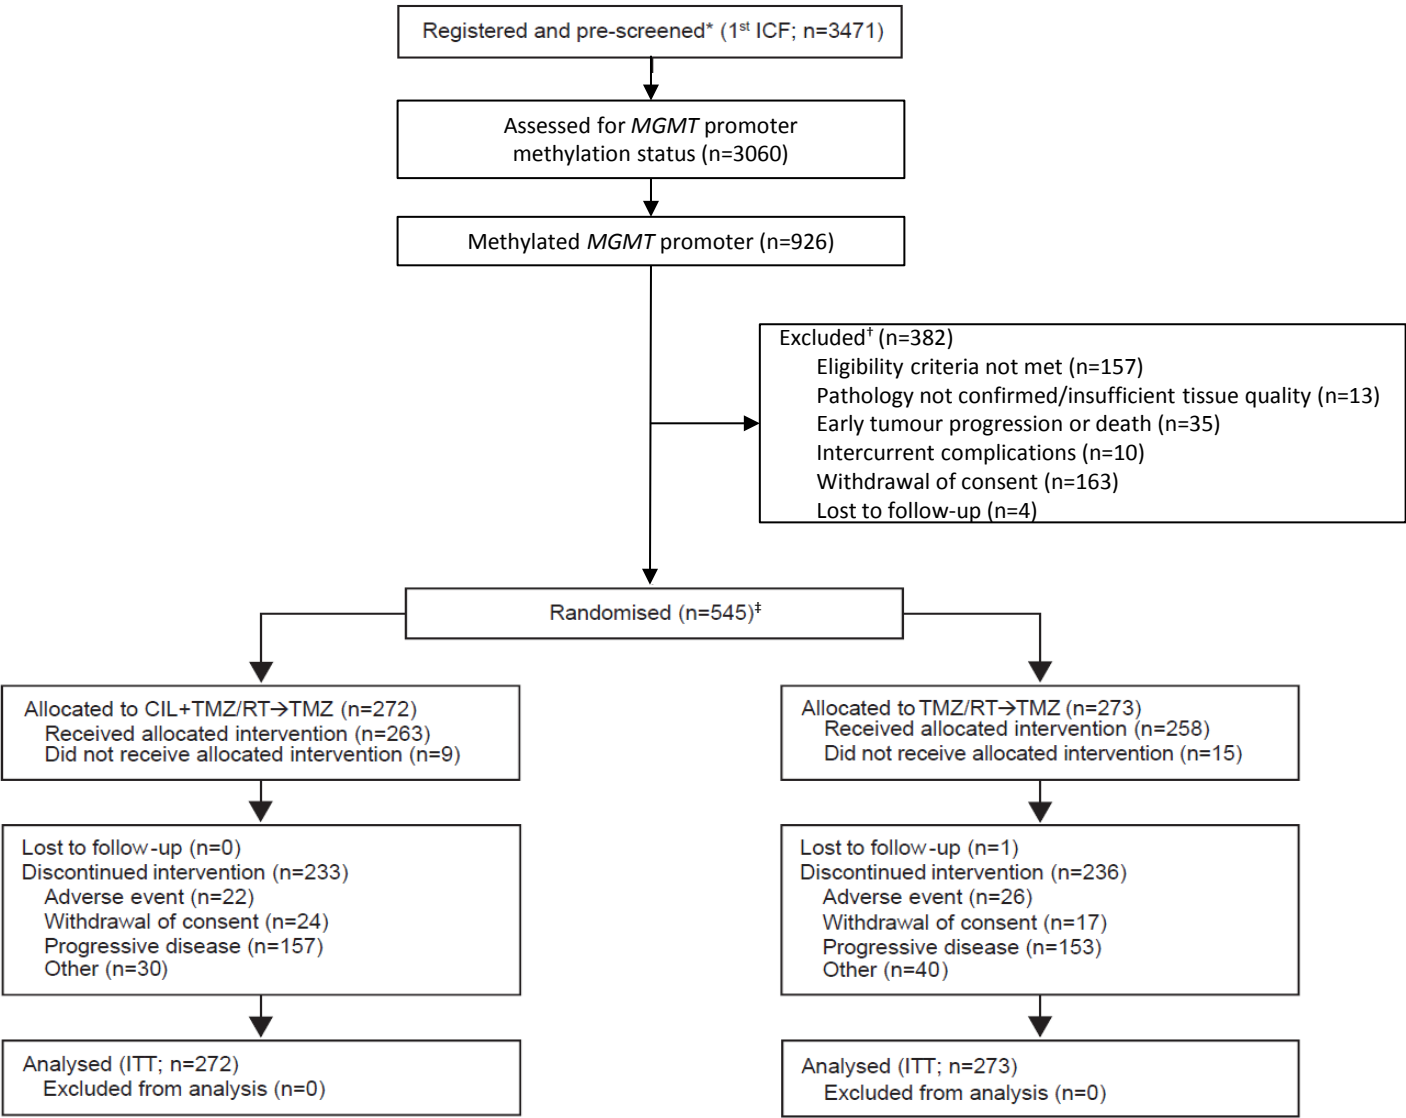 Registered and pre-screened* (1st ICF; n=3471)
Assessed for MGMT promoter
methylation status (n=3060)
Methylated MGMT promoter (n=926)
Excluded† (n=382)
Eligibility criteria not met (n=157)
Pathology not confirmed/insufficient tissue quality (n=13)
Early tumour progression or death (n=35)
Intercurrent complications (n=10)
Withdrawal of consent (n=163)
Lost to follow-up (n=4)
Randomised (n=545)‡
Allocated to CIL+TMZ/RT→TMZ (n=272)
Received allocated intervention (n=263)
Did not receive allocated intervention (n=9)
Allocated to TMZ/RT→TMZ (n=273)
Received allocated intervention (n=258)
Did not receive allocated intervention (n=15)
Lost to follow-up (n=0)
Discontinued intervention (n=233)
Adverse event (n=22)
Withdrawal of consent (n=24)
Progressive disease (n=157)
Other (n=30)
Lost to follow-up (n=1)
Discontinued intervention (n=236)
Adverse event (n=26)
Withdrawal of consent (n=17)
Progressive disease (n=153)
Other (n=40)
Analysed (ITT; n=272)
Excluded from analysis (n=0)
Analysed (ITT; n=273)
Excluded from analysis (n=0)